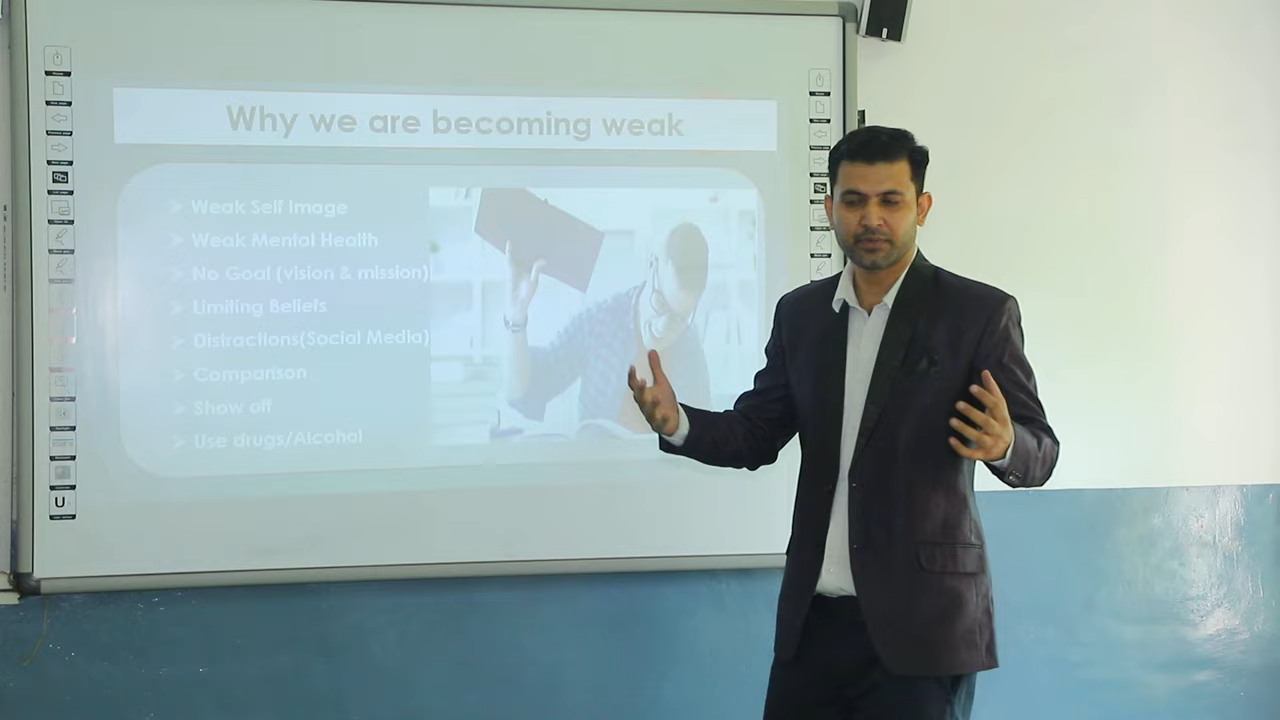 Why we are becoming weak
Weak Self Image
Weak Mental Health
No Goal (vision & mission)
Limiting Beliefs
Distractions(Social Media)
Comparison
Show off
Use drugs/Alcohol
U